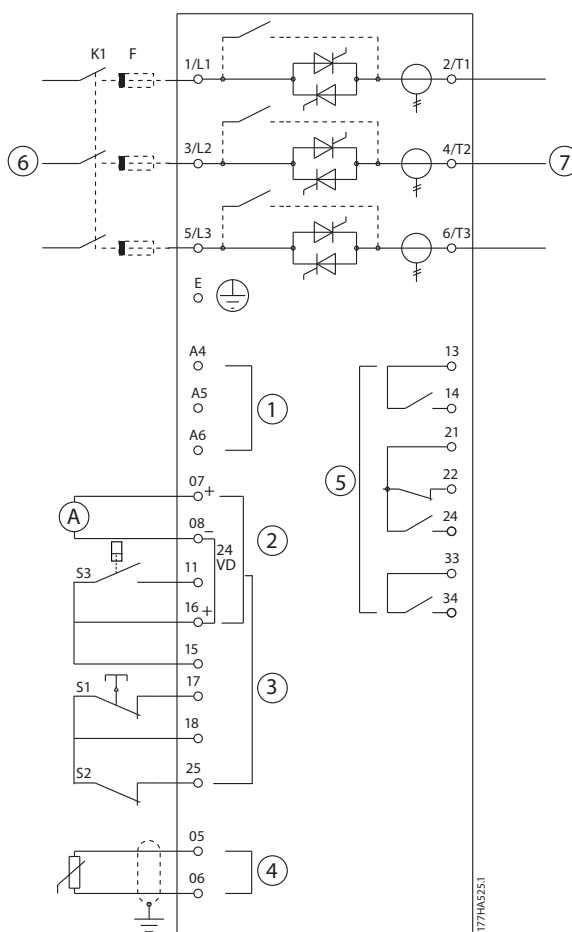 K1 F 1/L1 2/T1
6 3/L2 4/T2 7
5/L3 6/T3
E
A4 13
A5 1 14
A6 21
07 + 5 22
A 08 – 2 24
24
VD
S3 11 33
16 + 34
15
S1 17 3
18
S2 25
05
4
06
177HA525.1